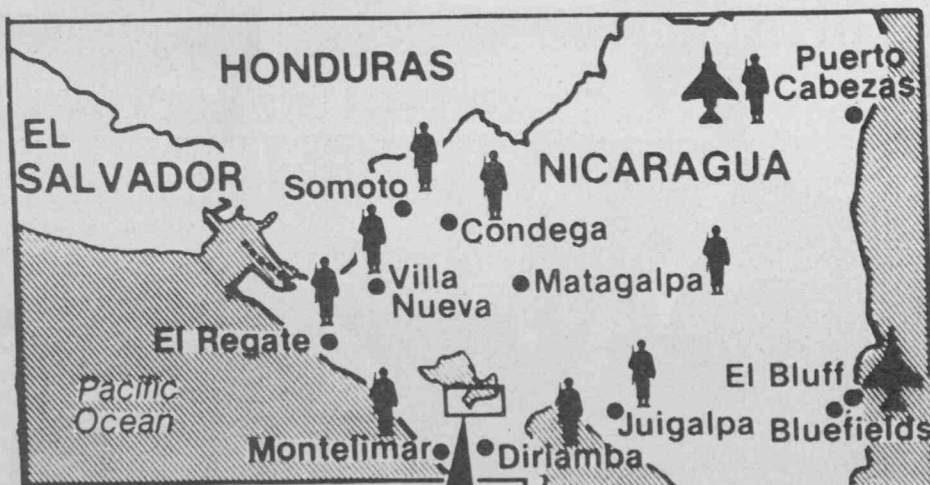 HONDURAS
Puerto
Cabezas
EL
SALVADOR
NICARAGUA
Somoto
Condega
Villa
Nueva
Matagalpa
El Regate
Pacific
Ocean
El Bluff
Juigalpa
Bluefields
Montelimar
Diriamba